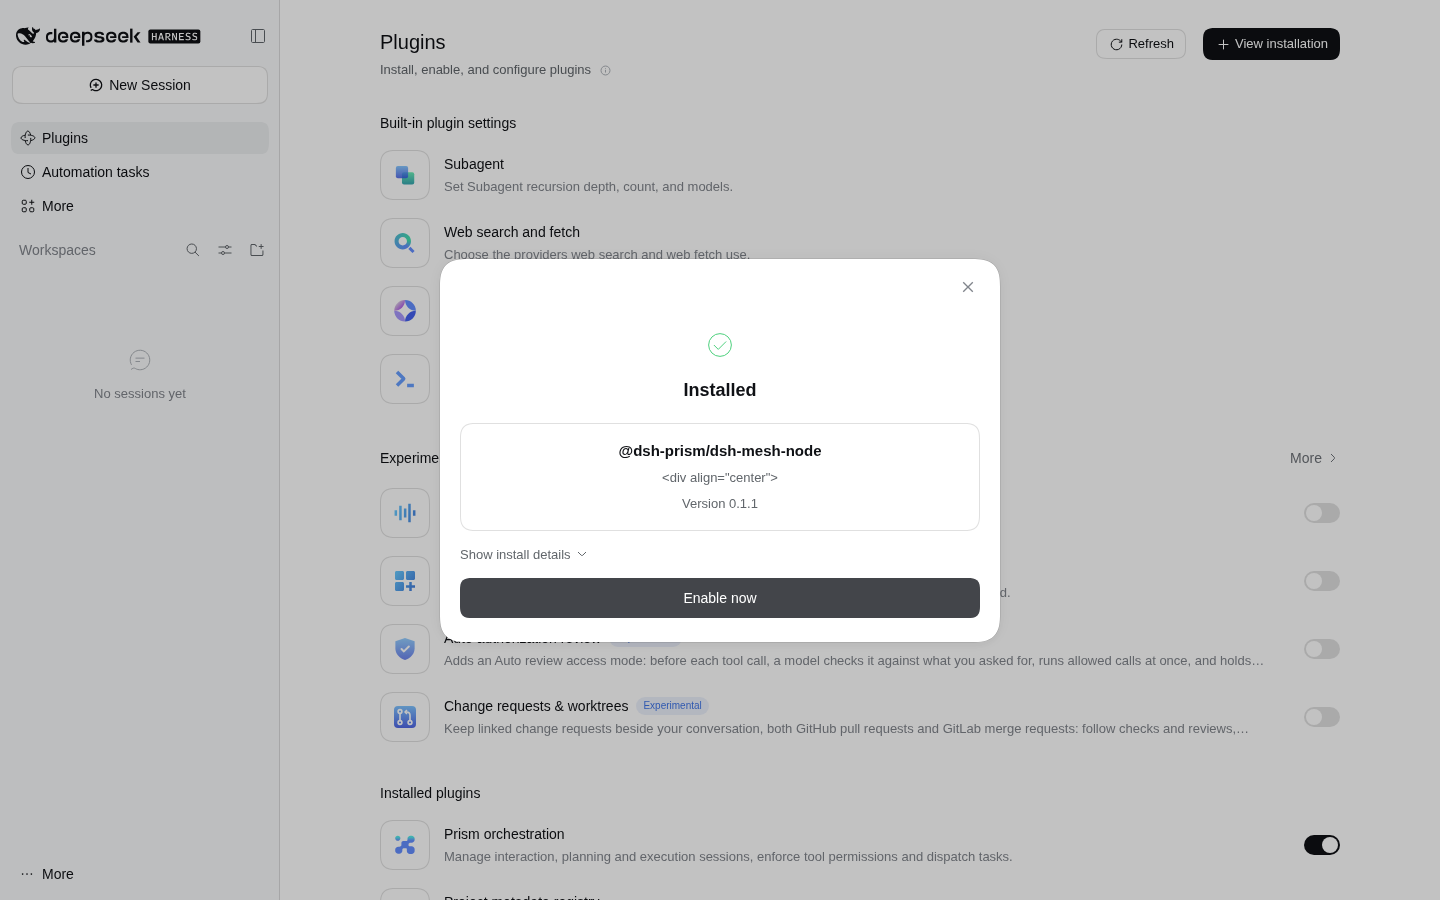 deepseek HARNESS
New Session
Plugins
Automation tasks
More
Workspaces
No sessions yet
More
Plugins
Install, enable, and configure plugins
Refresh
View installation
Built-in plugin settings
Subagent
Set Subagent recursion depth, count, and models.
Web search and fetch
Choose the providers web search and web fetch use.
Installed
@dsh-prism/dsh-mesh-node
<div align="center">
Version 0.1.1
Show install details
Enable now
Experime
More
d.
Adds an Auto review access mode: before each tool call, a model checks it against what you asked for, runs allowed calls at once, and holds…
Change requests & worktrees Experimental
Keep linked change requests beside your conversation, both GitHub pull requests and GitLab merge requests: follow checks and reviews,…
Installed plugins
Prism orchestration
Manage interaction, planning and execution sessions, enforce tool permissions and dispatch tasks.
Project metadata registry